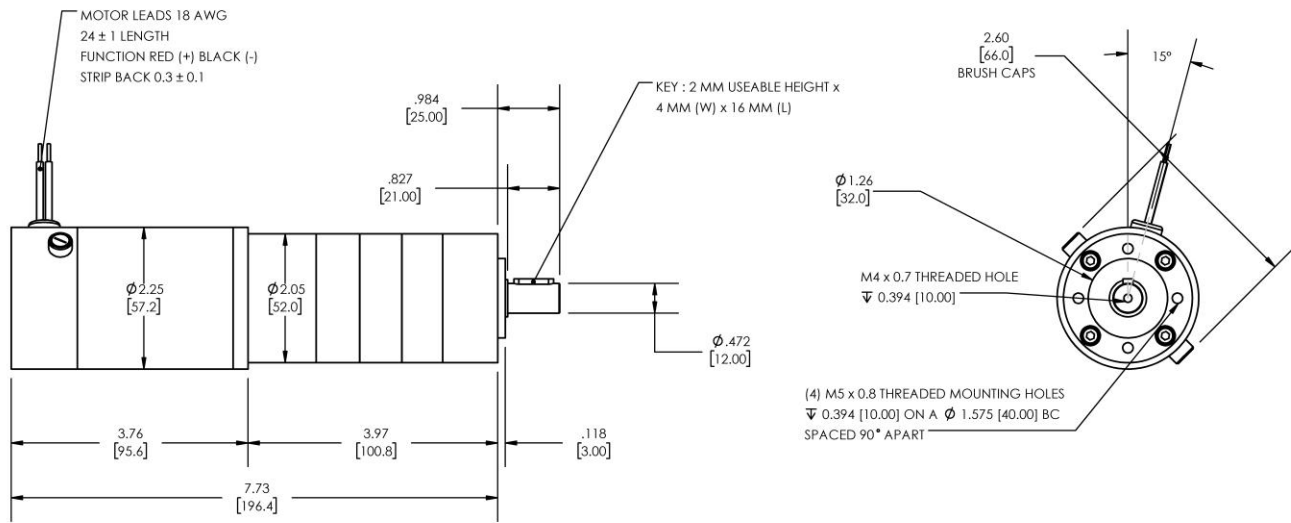 MOTOR LEADS 18 AWG
24 ± 1 LENGTH
FUNCTION RED (+) BLACK (-)
STRIP BACK 0.3 ± 0.1
.984
[25.00]
KEY : 2 MM USEABLE HEIGHT x
4 MM (W) x 16 MM (L)
.827
[21.00]
Ø2.25
[57.2]
Ø2.05
[52.0]
Ø.472
[12.00]
3.76
[95.6]
3.97
[100.8]
.118
[3.00]
7.73
[196.4]
2.60
[66.0]
BRUSH CAPS
15°
Ø1.26
[32.0]
M4 x 0.7 THREADED HOLE
↧ 0.394 [10.00]
(4) M5 x 0.8 THREADED MOUNTING HOLES
↧ 0.394 [10.00] ON A Ø 1.575 [40.00] BC
SPACED 90° APART